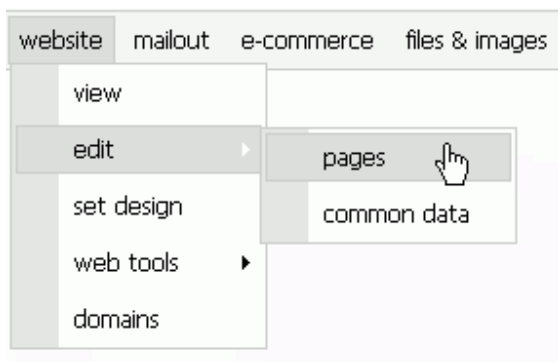 website mailout e-commerce files & images
view
edit
pages
set design
common data
web tools
domains